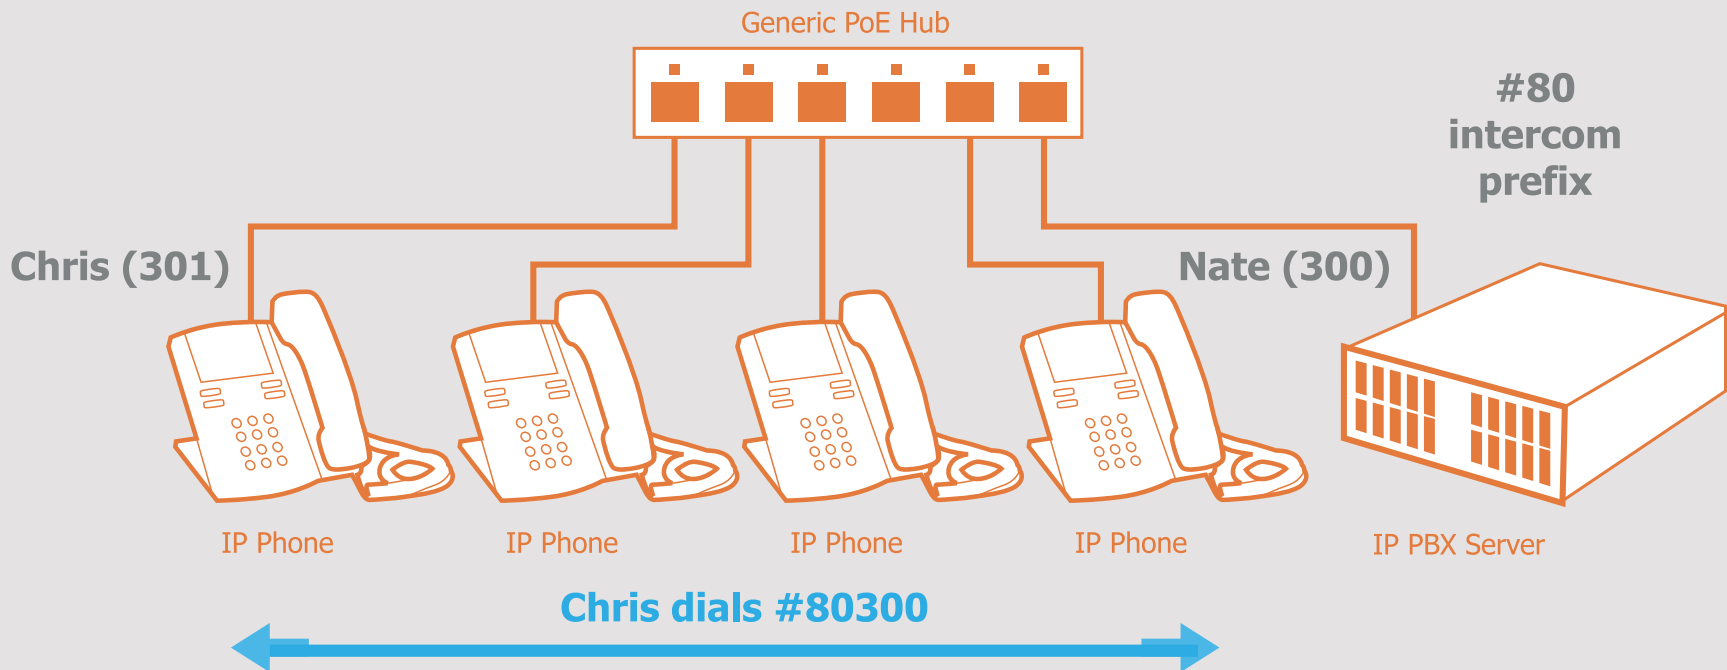 Generic PoE Hub
#80
intercom
prefix
Chris (301)
Nate (300)
IP Phone
IP Phone
IP Phone
IP Phone
IP PBX Server
Chris dials #80300